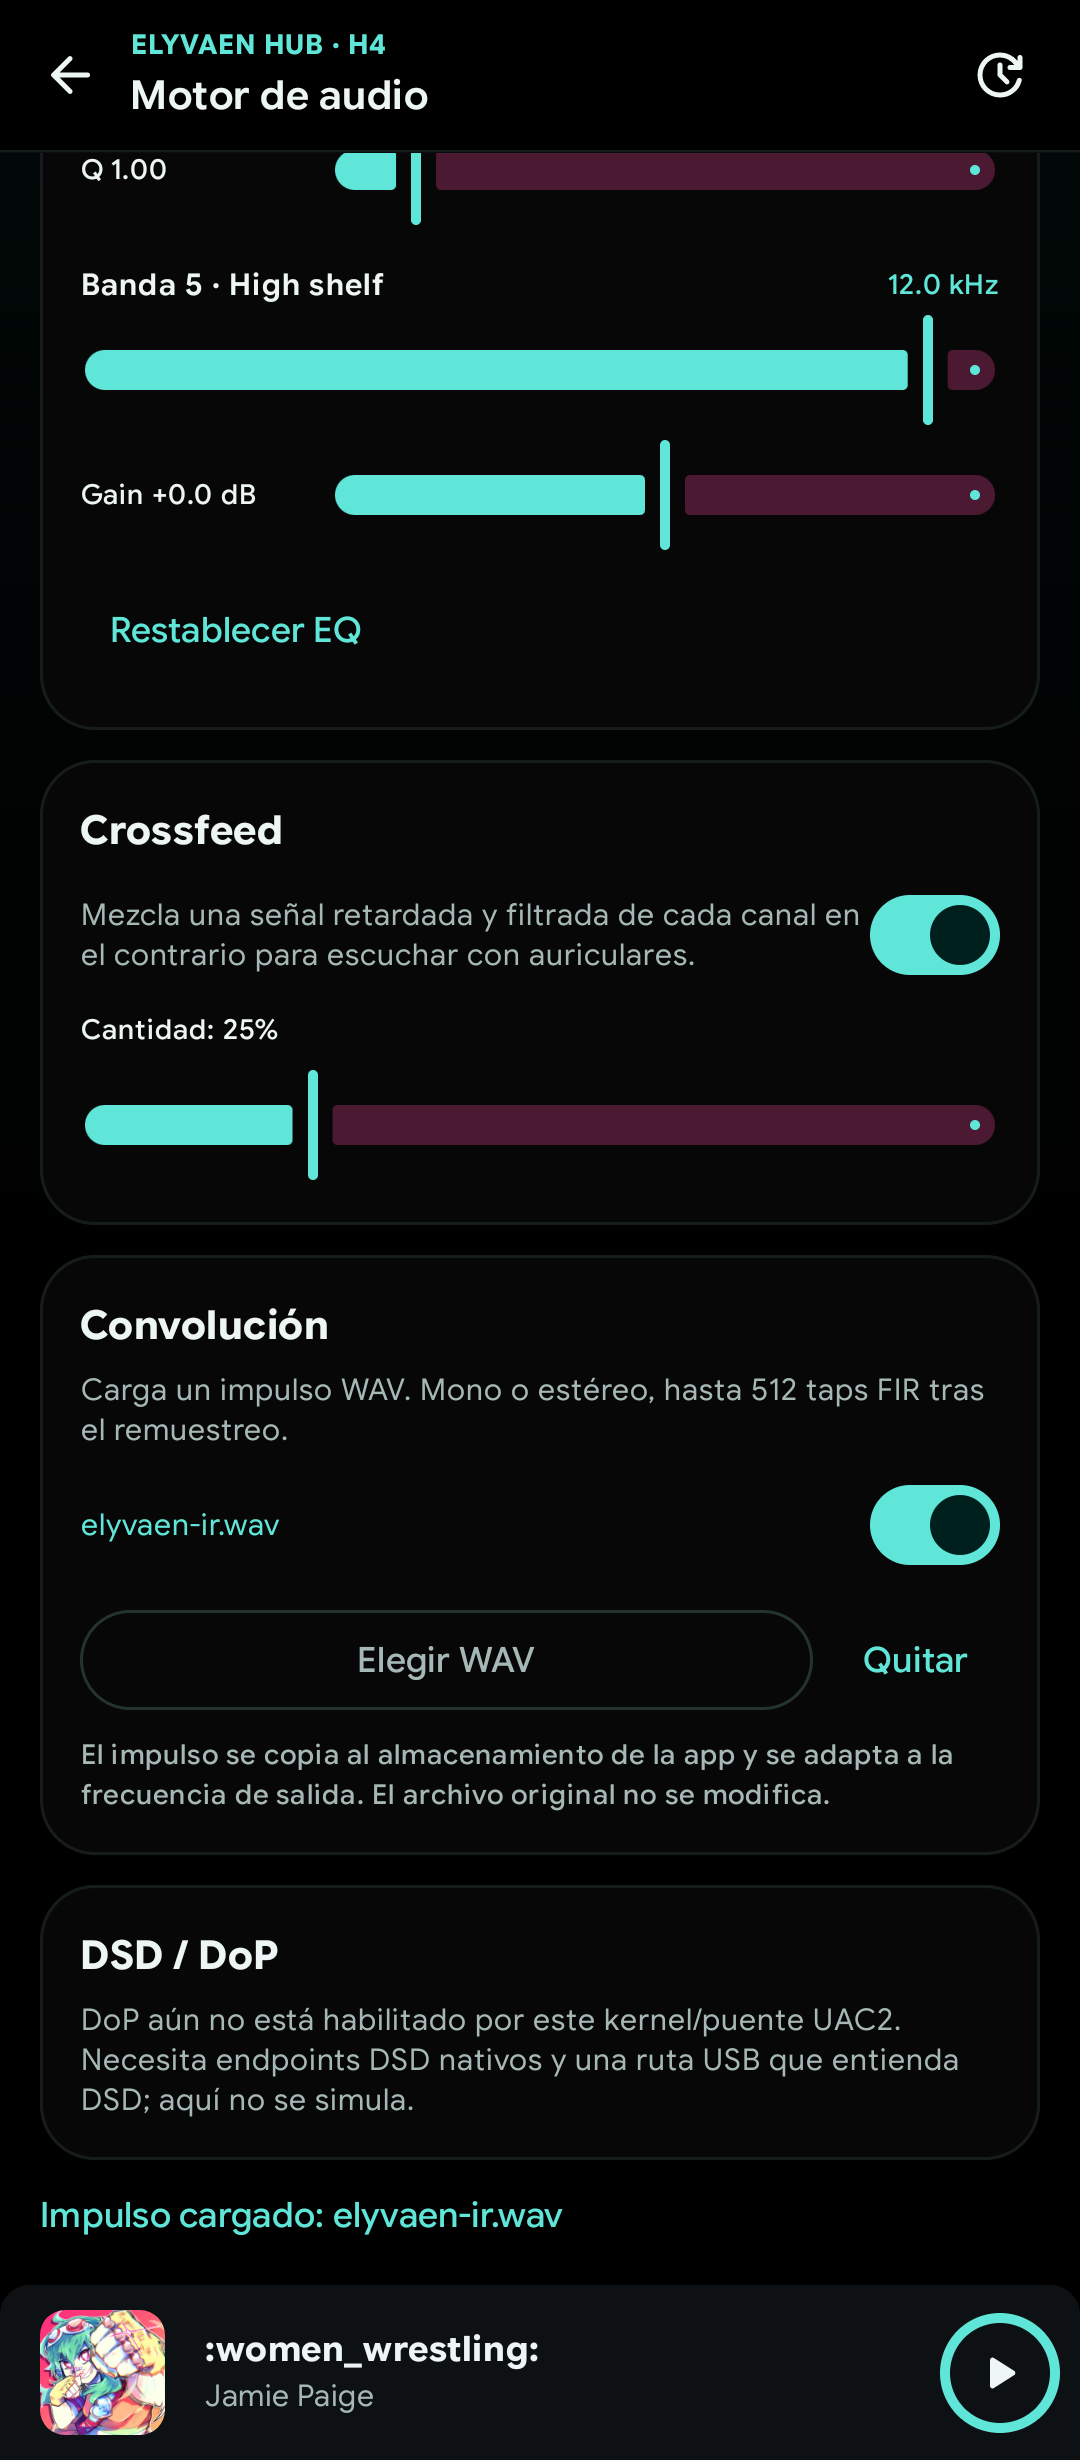 ELYVAEN HUB · H4
Motor de audio
Q 1.00
Banda 5 · High shelf
12.0 kHz
Gain +0.0 dB
Restablecer EQ
Crossfeed
Mezcla una señal retardada y filtrada de cada canal en
el contrario para escuchar con auriculares.
Cantidad: 25%
Convolución
Carga un impulso WAV. Mono o estéreo, hasta 512 taps FIR tras
el remuestreo.
elyvaen-ir.wav
Elegir WAV
Quitar
El impulso se copia al almacenamiento de la app y se adapta a la
frecuencia de salida. El archivo original no se modifica.
DSD / DoP
DoP aún no está habilitado por este kernel/puente UAC2.
Necesita endpoints DSD nativos y una ruta USB que entienda
DSD; aquí no se simula.
Impulso cargado: elyvaen-ir.wav
:women_wrestling:
Jamie Paige